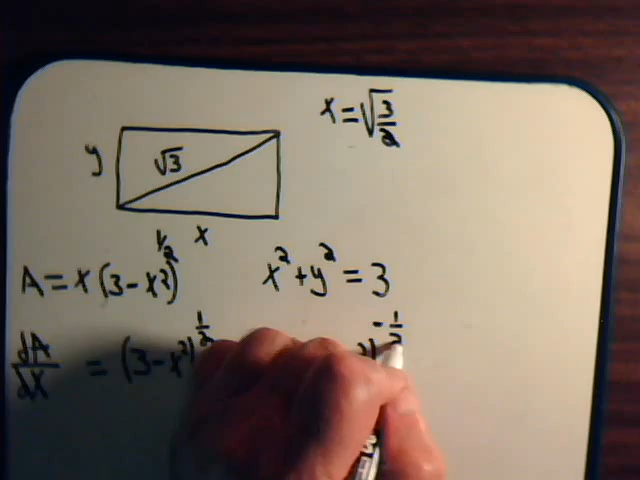 x = √3/2
y
√3
x
A = x(3 - x²)^1/2
x² + y² = 3
dA/dx = (3 - x²)^1/2
²)^-1/2